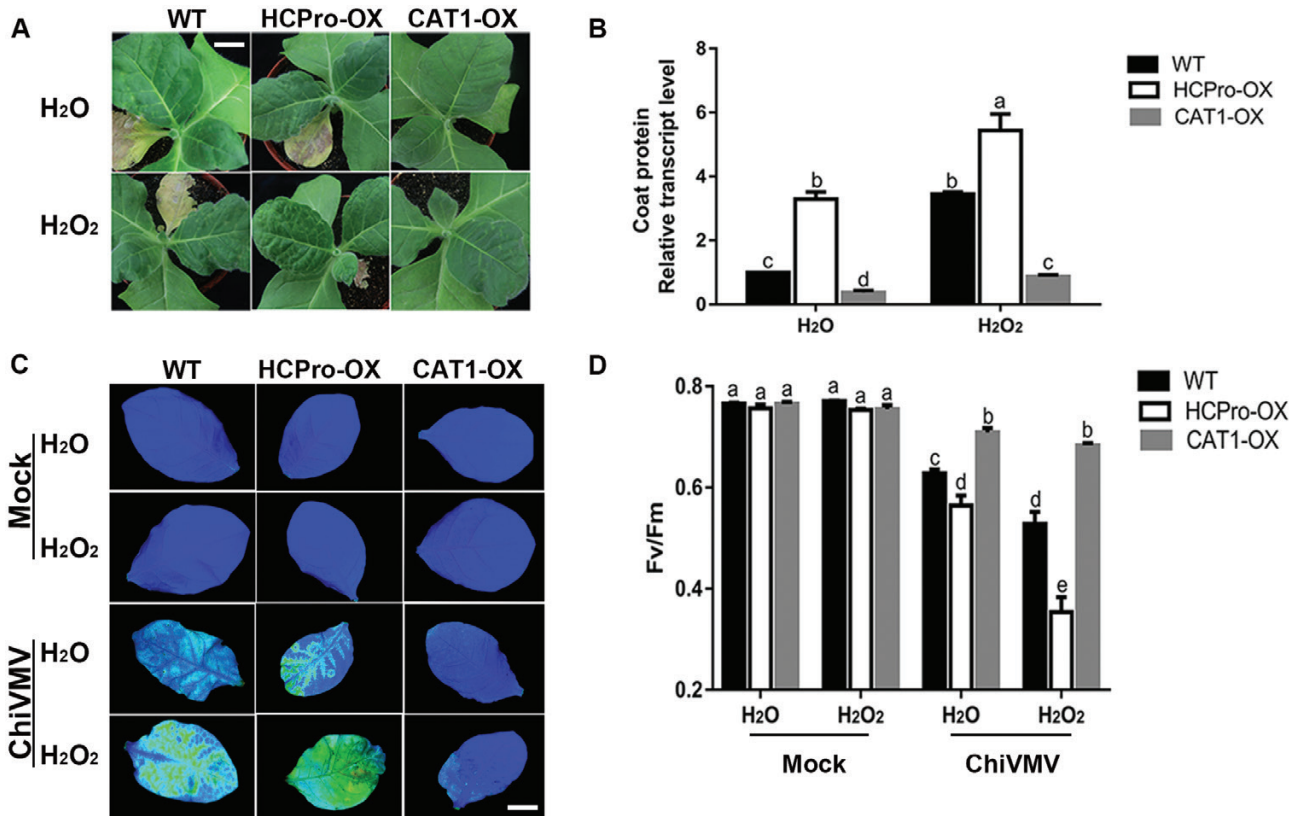 A
WT HCPro-OX CAT1-OX
H₂O
H₂O₂
B
Coat protein
Relative transcript level
8
6
4
2
0
c b d b a c
H₂O H₂O₂
WT
HCPro-OX
CAT1-OX
C
WT HCPro-OX CAT1-OX
Mock
H₂O
H₂O₂
ChiVMV
H₂O
H₂O₂
D
Fv/Fm
0.8
0.6
0.4
0.2
a a a a a a c d b d e b
H₂O H₂O₂ H₂O H₂O₂
Mock ChiVMV
WT
HCPro-OX
CAT1-OX